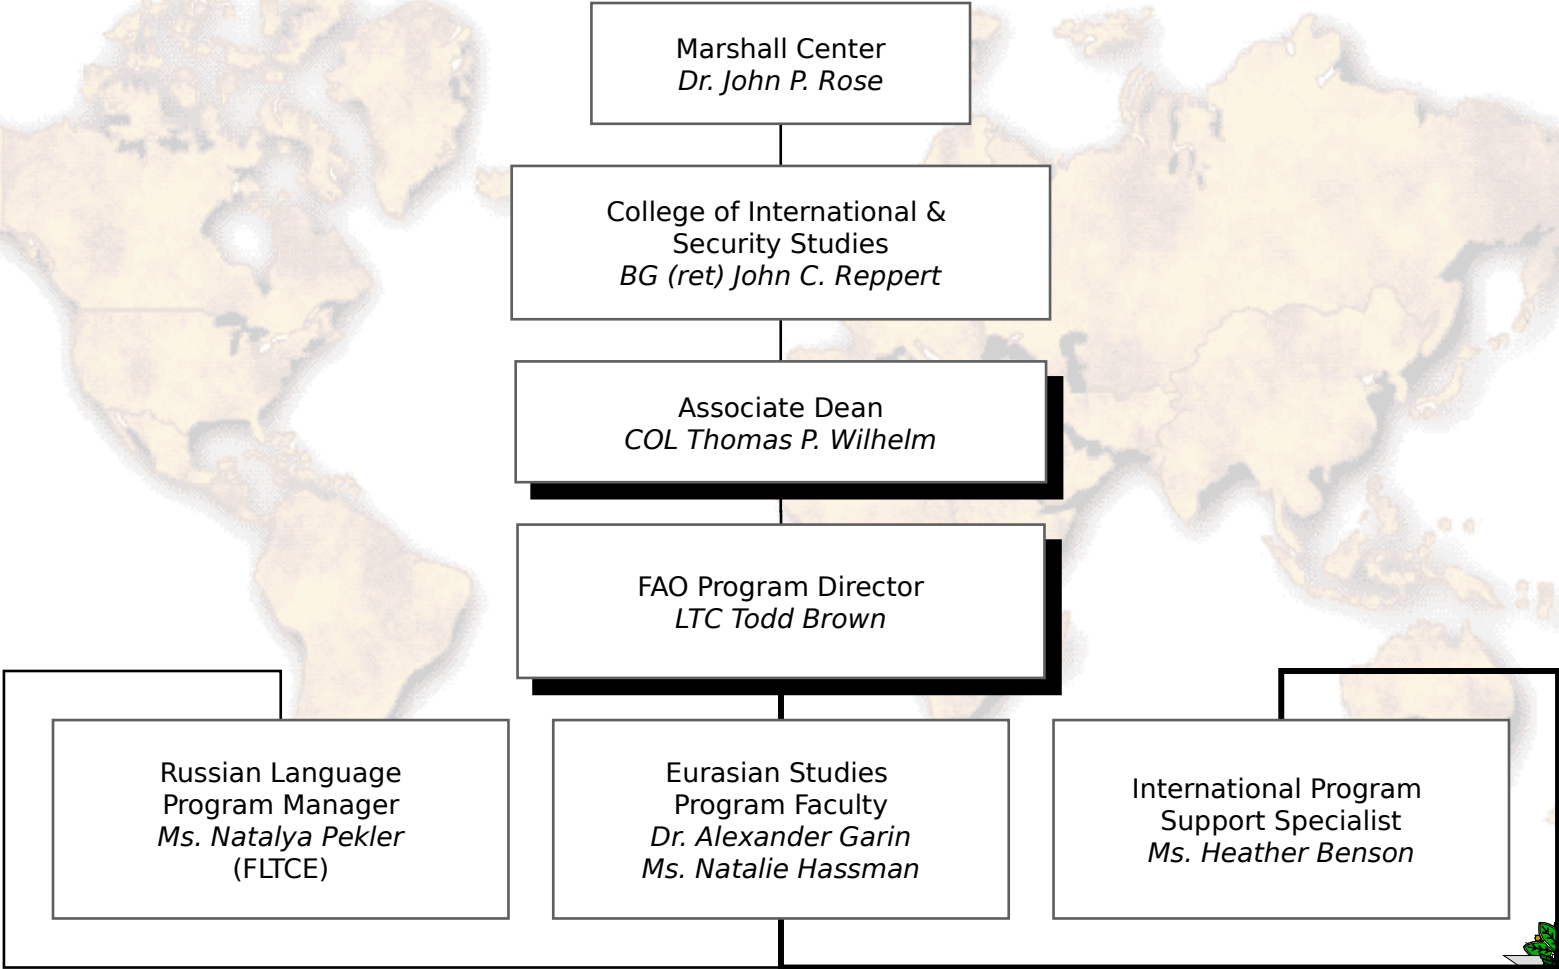 Marshall Center
Dr. John P. Rose
College of International &
Security Studies
BG (ret) John C. Reppert
Associate Dean
COL Thomas P. Wilhelm
FAO Program Director
LTC Todd Brown
Russian Language
Program Manager
Ms. Natalya Pekler
(FLTCE)
Eurasian Studies
Program Faculty
Dr. Alexander Garin
Ms. Natalie Hassman
International Program
Support Specialist
Ms. Heather Benson